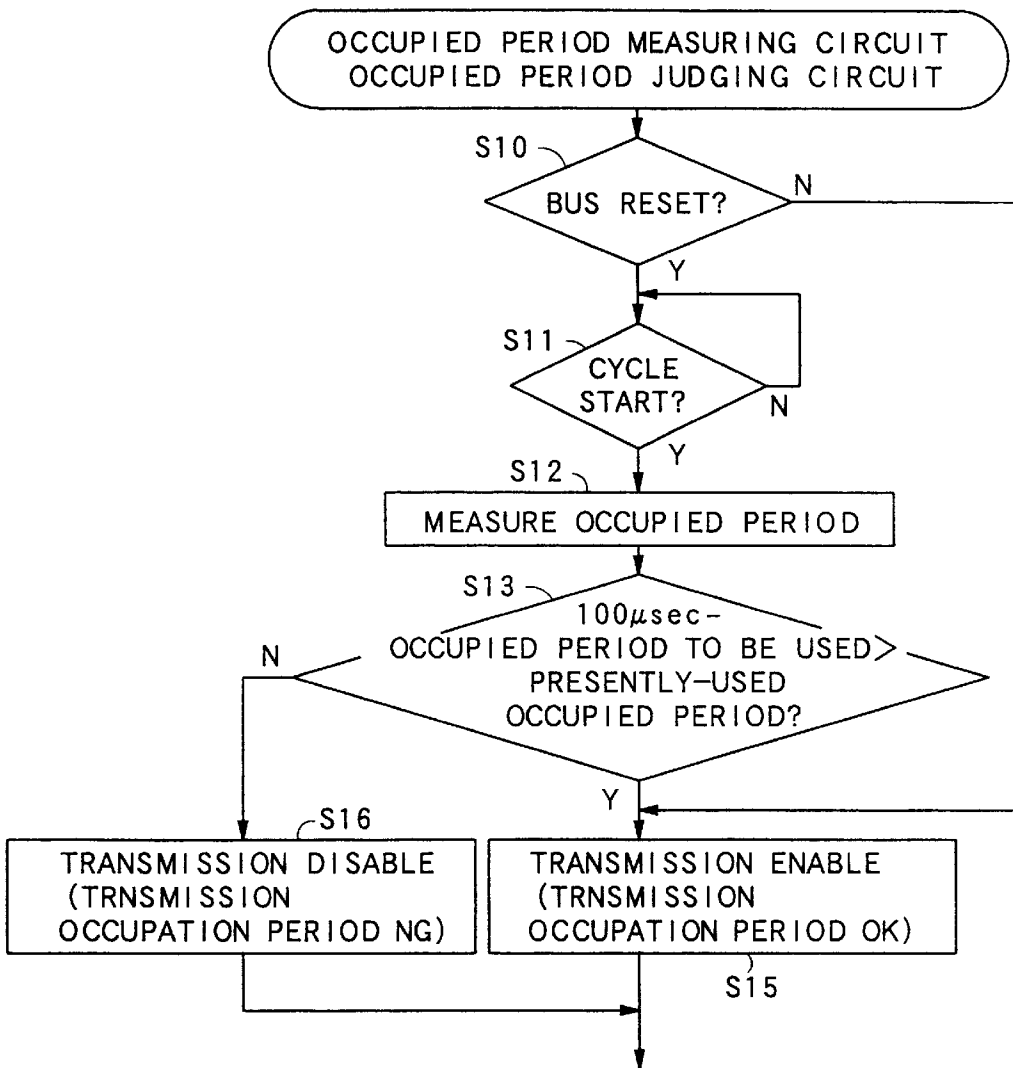 OCCUPIED PERIOD MEASURING CIRCUIT
OCCUPIED PERIOD JUDGING CIRCUIT
S10
BUS RESET?
N
Y
S11
CYCLE
START?
N
Y
S12
MEASURE OCCUPIED PERIOD
S13
100μsec-
OCCUPIED PERIOD TO BE USED>
PRESENTLY-USED
OCCUPIED PERIOD?
N
Y
S16
TRANSMISSION DISABLE
(TRNSMISSION
OCCUPATION PERIOD NG)
TRANSMISSION ENABLE
(TRNSMISSION
OCCUPATION PERIOD OK)
S15